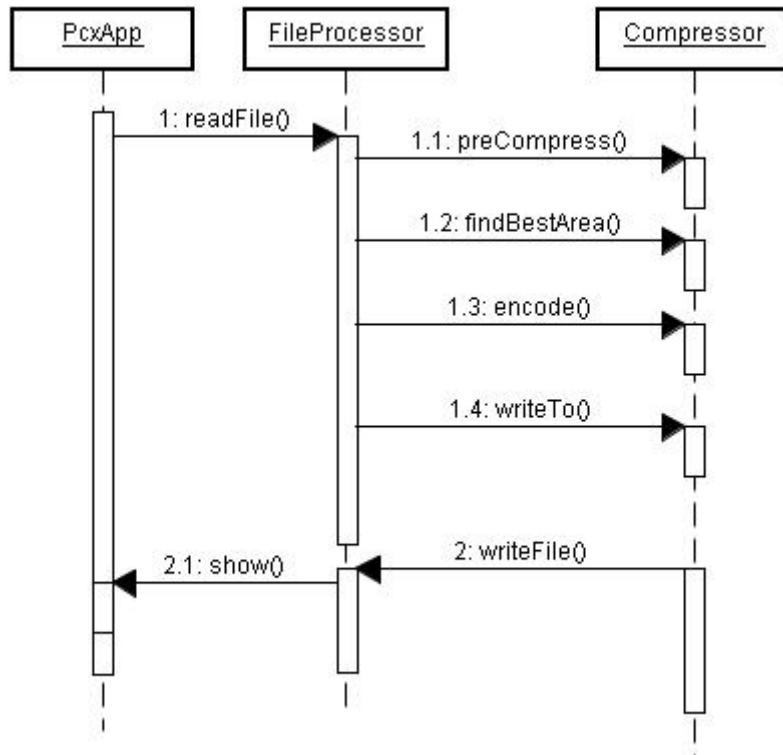 PcxApp
FileProcessor
Compressor
1: readFile()
1.1: preCompress()
1.2: findBestArea()
1.3: encode()
1.4: writeTo()
2: writeFile()
2.1: show()